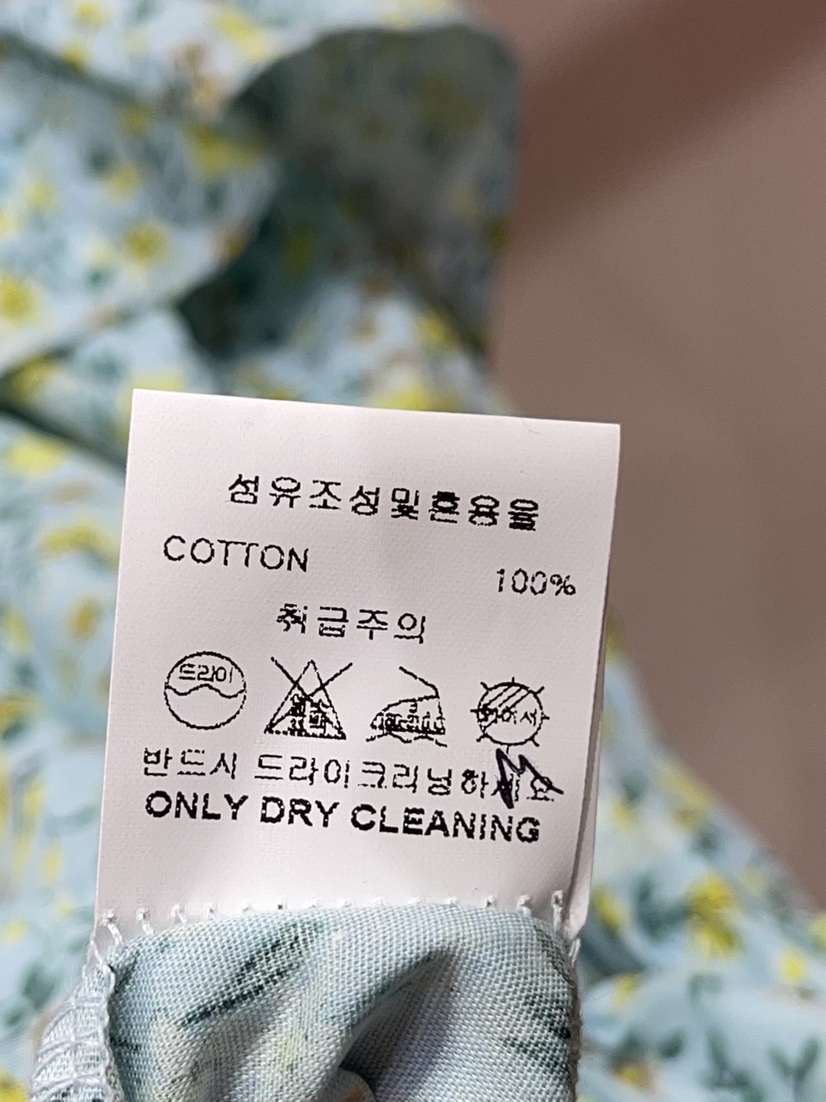 섬유조성및혼용율
COTTON 100%
취급주의
드라이
반드시 드라이크리닝하세요
ONLY DRY CLEANING